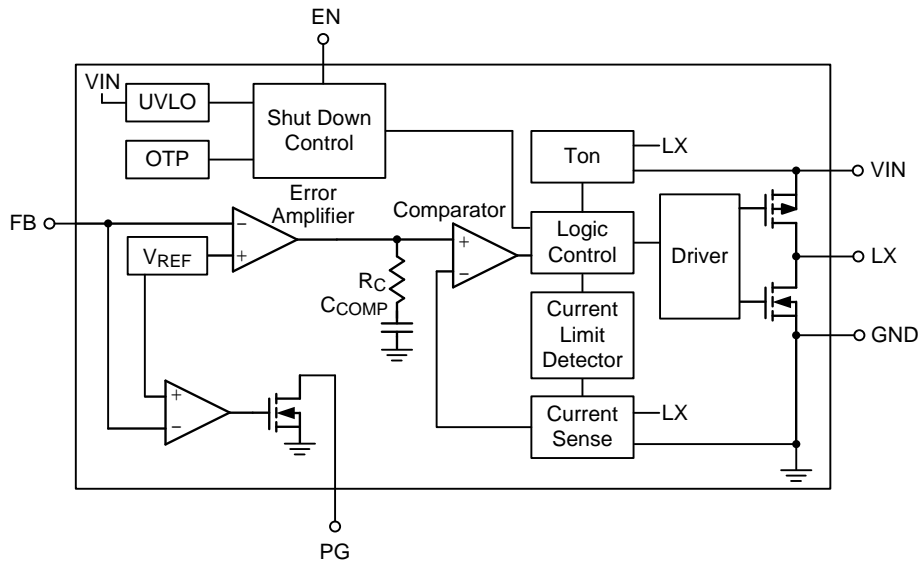 EN
VIN
UVLO
Shut Down
Control
OTP
Ton
LX
VIN
Error
Amplifier
Comparator
FB
−
+
VREF
+
−
Logic
Control
Driver
LX
RC
CCOMP
Current
Limit
Detector
GND
+
−
Current
Sense
LX
PG